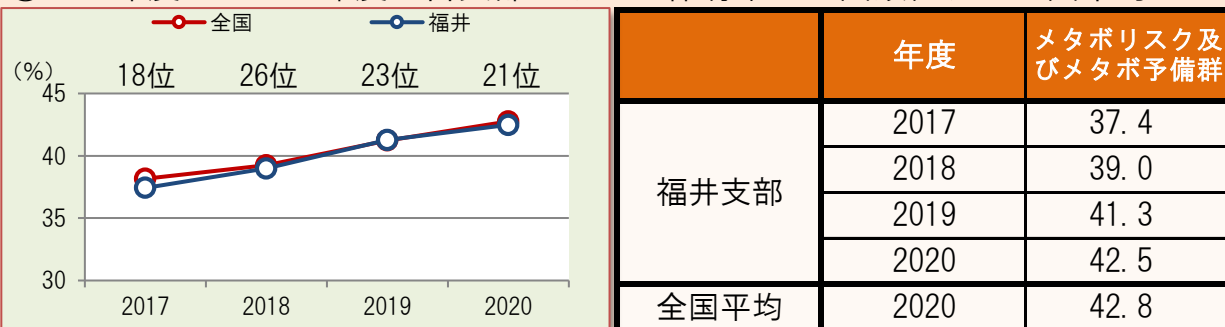 全国 福井
(%) 18位 26位 23位 21位
45
40
35
30
2017 2018 2019 2020
年度 メタボリスク及
びメタボ予備群
福井支部 2017 37.4
2018 39.0
2019 41.3
2020 42.5
全国平均 2020 42.8